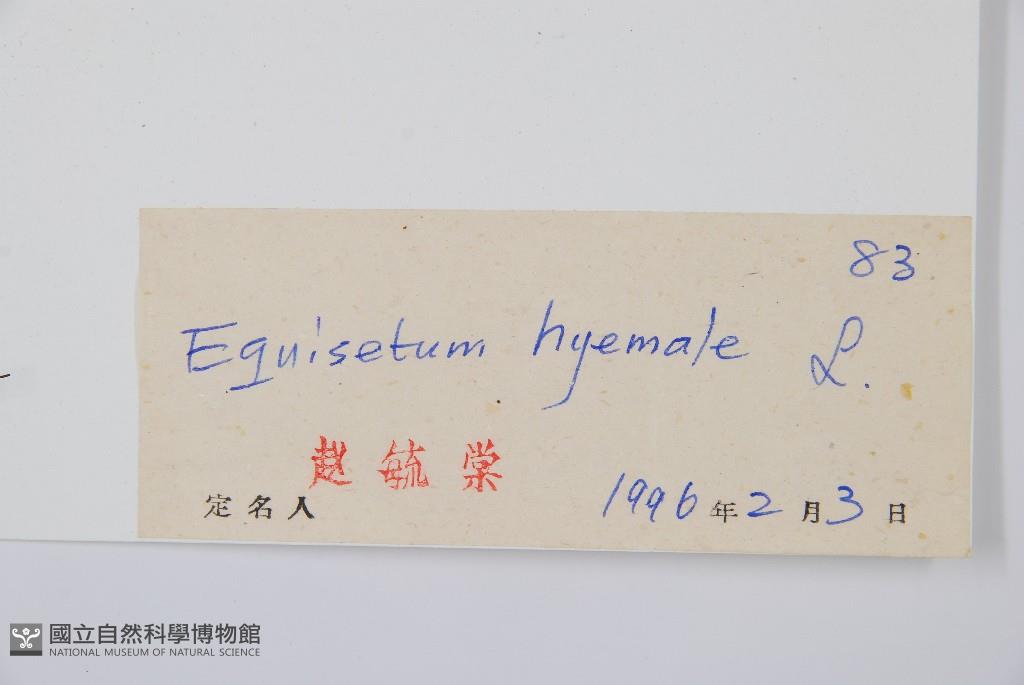 83
Equisetum hyemale L.
赵毓棠
定名人 1996年2月3日
國立自然科學博物館
NATIONAL MUSEUM OF NATURAL SCIENCE